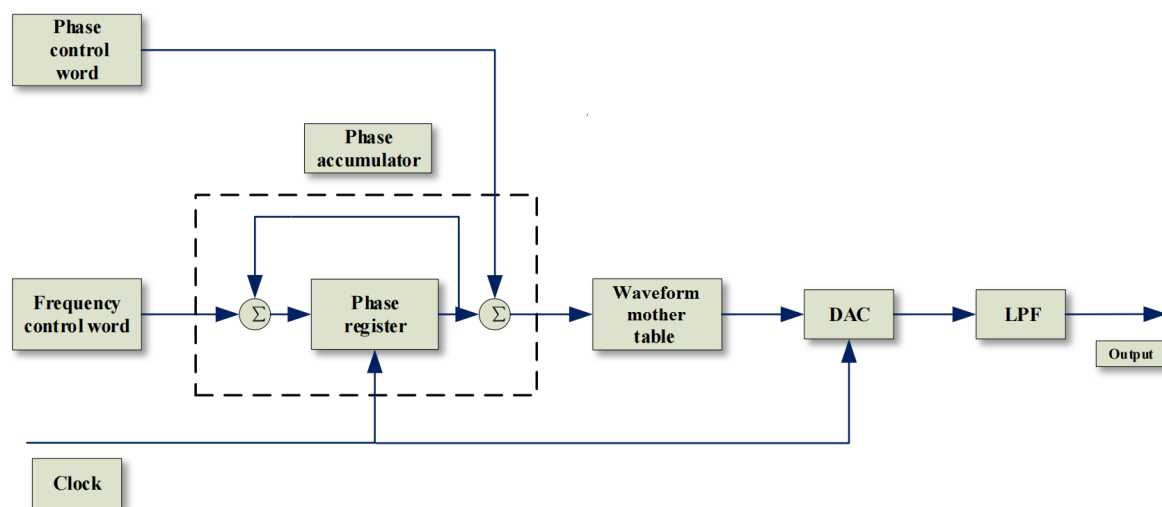 Phase
control
word
Phase
accumulator
Frequency
control word
Σ
Phase
register
Σ
Waveform
mother
table
DAC
LPF
Output
Clock